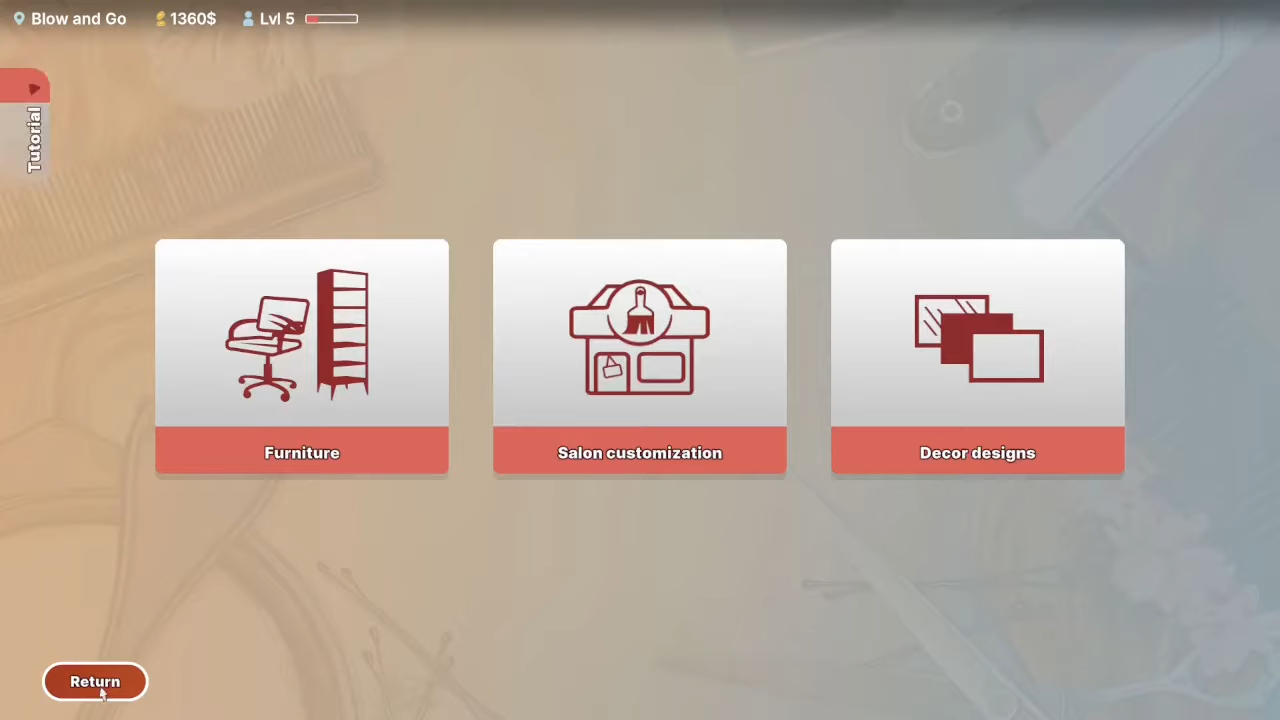 Blow and Go 1360$ Lvl 5
Tutorial
Furniture Salon customization Decor designs
Return